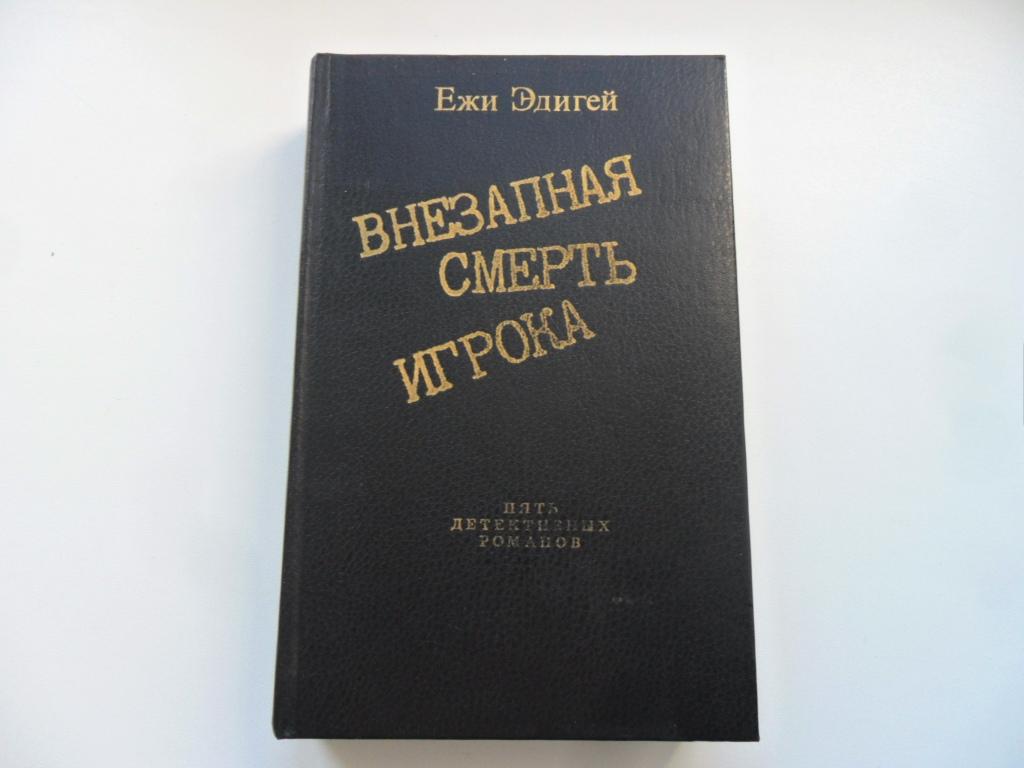 Ежи Эдигей
ВНЕЗАПНАЯ
СМЕРТЬ
ИГРОКА
ПЯТЬ
ДЕТЕКТИВНЫХ
РОМАНОВ